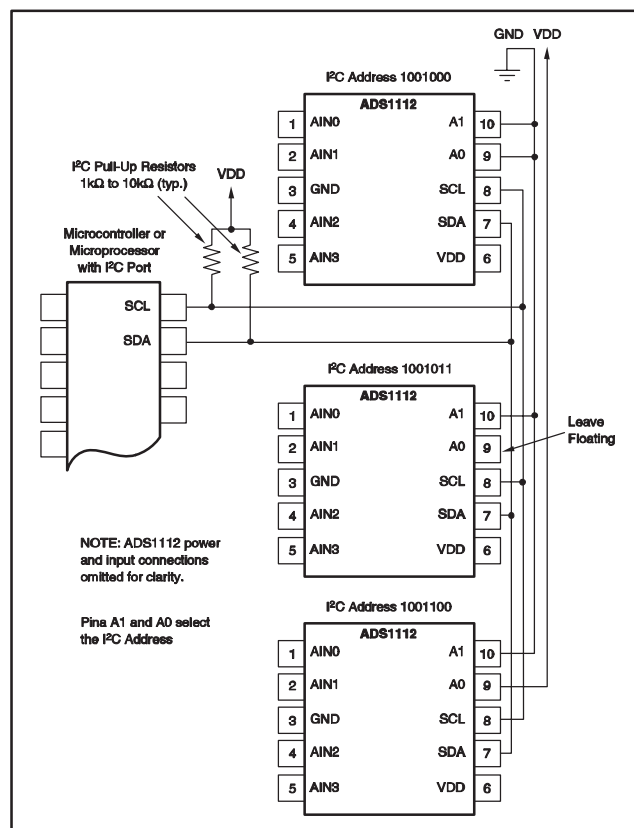 GND VDD
I²C Address 1001000
ADS1112
1 AIN0 A1 10
2 AIN1 A0 9
3 GND SCL 8
4 AIN2 SDA 7
5 AIN3 VDD 6
I²C Pull-Up Resistors
1kΩ to 10kΩ (typ.)
VDD
Microcontroller or
Microprocessor
with I²C Port
SCL
SDA
I²C Address 1001011
ADS1112
1 AIN0 A1 10
2 AIN1 A0 9
3 GND SCL 8
4 AIN2 SDA 7
5 AIN3 VDD 6
Leave
Floating
NOTE: ADS1112 power
and input connections
omitted for clarity.
Pina A1 and A0 select
the I²C Address
I²C Address 1001100
ADS1112
1 AIN0 A1 10
2 AIN1 A0 9
3 GND SCL 8
4 AIN2 SDA 7
5 AIN3 VDD 6